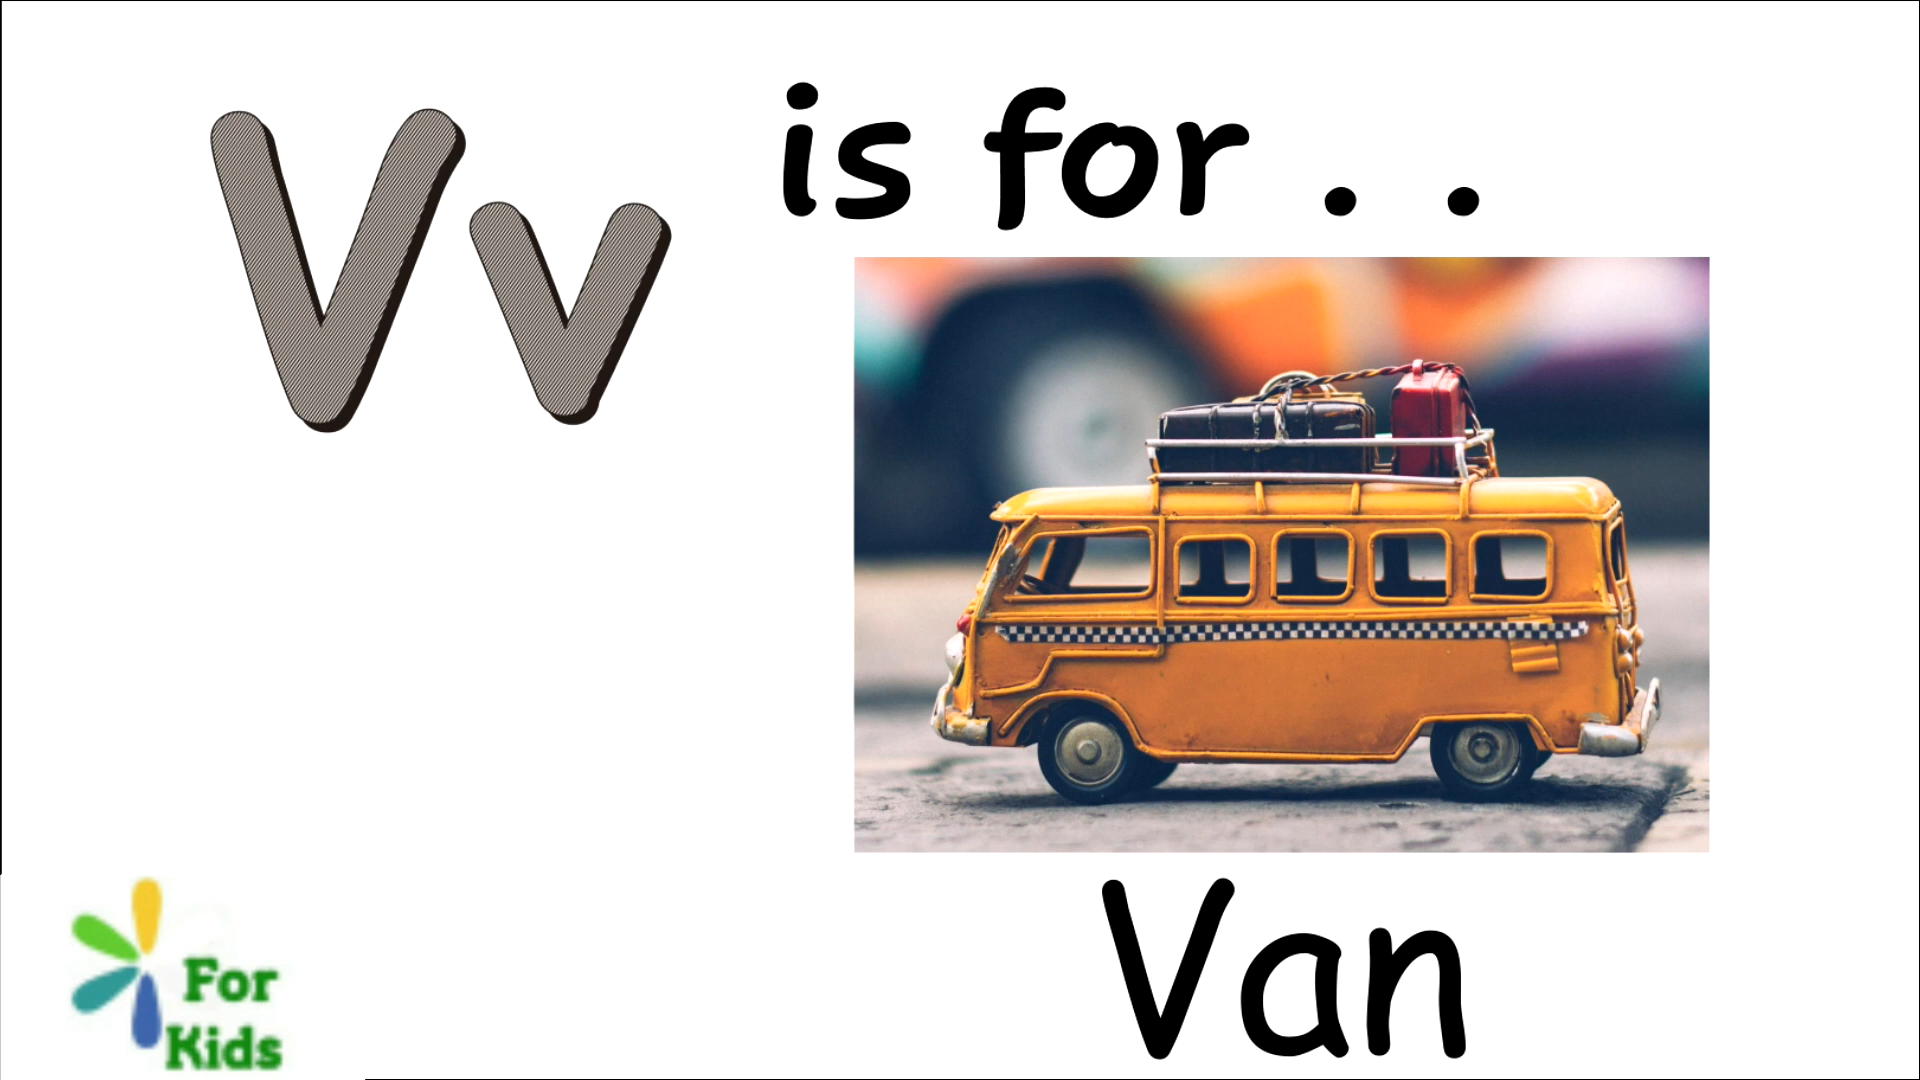 Vv is for . .
Van
For
Kids